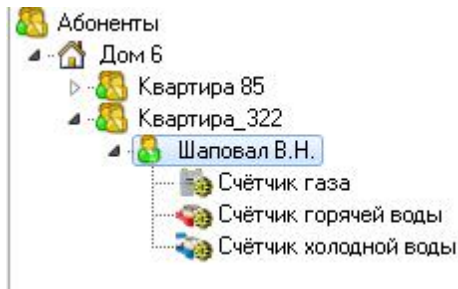 Абоненты
Дом 6
Квартира 85
Квартира_322
Шаповал В.Н.
Счётчик газа
Счётчик горячей воды
Счётчик холодной воды